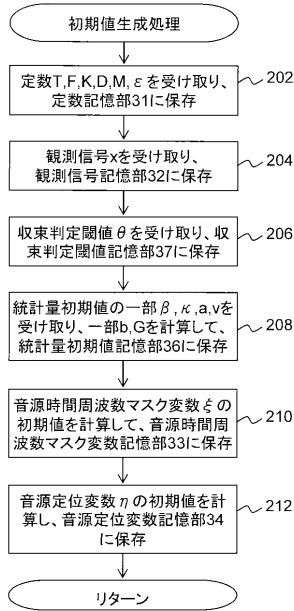 初期値生成処理
定数T,F,K,D,M,εを受け取り、
定数記憶部31に保存
202
観測信号xを受け取り、
観測信号記憶部32に保存
204
収束判定閾値θを受け取り、収
束判定閾値記憶部37に保存
206
統計量初期値の一部β,κ,a,νを
受け取り、一部b,Gを計算して、
統計量初期値記憶部36に保存
208
音源時間周波数マスク変数ξの
初期値を計算して、音源時間周
波数マスク変数記憶部33に保存
210
音源定位変数ηの初期値を計
算し、音源定位変数記憶部34
に保存
212
リターン